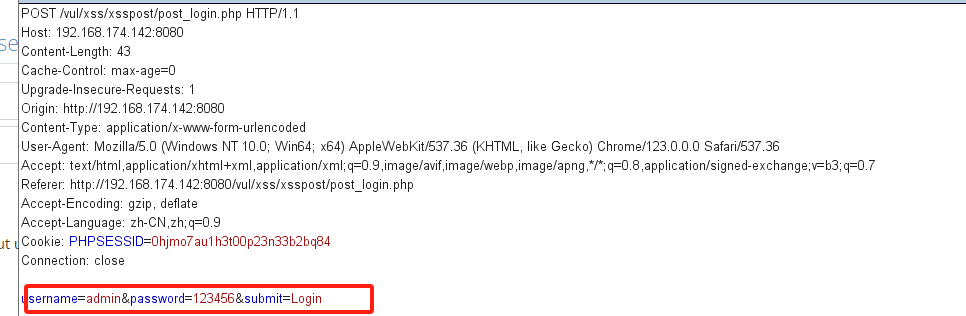 POST /vul/xss/xsspost/post_login.php HTTP/1.1
Host: 192.168.174.142:8080
Content-Length: 43
Cache-Control: max-age=0
Upgrade-Insecure-Requests: 1
Origin: http://192.168.174.142:8080
Content-Type: application/x-www-form-urlencoded
User-Agent: Mozilla/5.0 (Windows NT 10.0; Win64; x64) AppleWebKit/537.36 (KHTML, like Gecko) Chrome/123.0.0.0 Safari/537.36
Accept: text/html,application/xhtml+xml,application/xml;q=0.9,image/avif,image/webp,image/apng,*/*;q=0.8,application/signed-exchange;v=b3;q=0.7
Referer: http://192.168.174.142:8080/vul/xss/xsspost/post_login.php
Accept-Encoding: gzip, deflate
Accept-Language: zh-CN,zh;q=0.9
Cookie: PHPSESSID=0hjmo7au1h3t00p23n33b2bq84
Connection: close
username=admin&password=123456&submit=Login